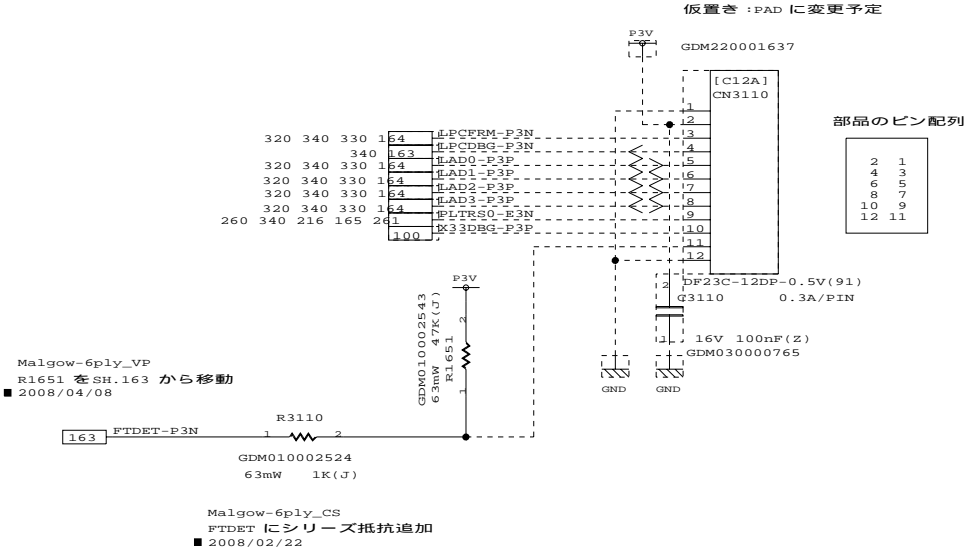 仮置き :PAD に変更予定
P3V
GDM220001637
[C12A]
CN3110
1
2
3
4
5
6
7
8
9
10
11
12
部品のピン配列
2 1
4 3
6 5
8 7
10 9
12 11
320 340 330 164 LPCFRM-P3N
340 163 LPCDBG-P3N
320 340 330 164 LAD0-P3P
320 340 330 164 LAD1-P3P
320 340 330 164 LAD2-P3P
320 340 330 164 LAD3-P3P
260 340 216 165 261 PLTRS0-E3N
100 X33DBG-P3P
DF23C-12DP-0.5V(91)
2
C3110 0.3A/PIN
1 16V 100nF(Z)
GDM030000765
GND GND
P3V
GDM010002543
63mW 47K(J)
R1651
2
1
Malgow-6ply_VP
R1651 をSH.163 から移動
■ 2008/04/08
163 FTDET-P3N
R3110
1 2
GDM010002524
63mW 1K(J)
Malgow-6ply_CS
FTDET にシリーズ抵抗追加
■ 2008/02/22